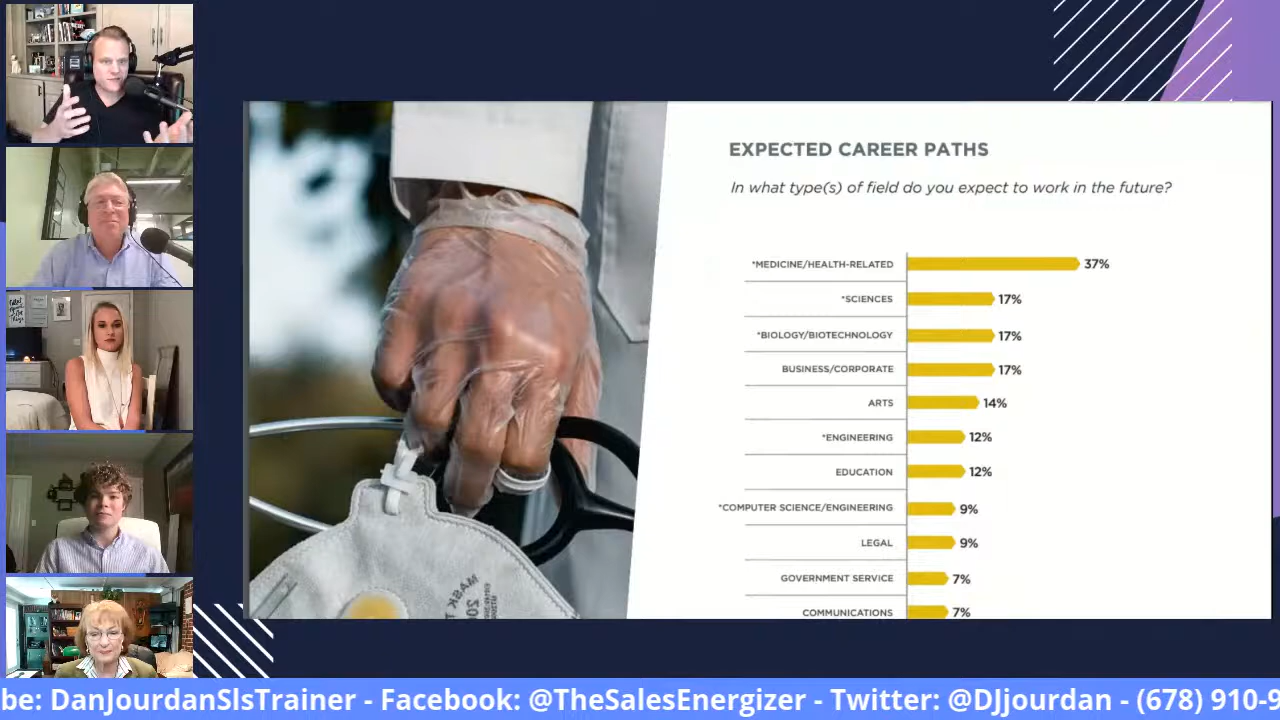 EXPECTED CAREER PATHS
In what type(s) of field do you expect to work in the future?
*MEDICINE/HEALTH-RELATED 37%
*SCIENCES 17%
*BIOLOGY/BIOTECHNOLOGY 17%
BUSINESS/CORPORATE 17%
ARTS 14%
*ENGINEERING 12%
EDUCATION 12%
*COMPUTER SCIENCE/ENGINEERING 9%
LEGAL 9%
GOVERNMENT SERVICE 7%
COMMUNICATIONS 7%
MASK
be: DanJourdanSlsTrainer - Facebook: @TheSalesEnergizer - Twitter: @DJjourdan - (678) 910-9